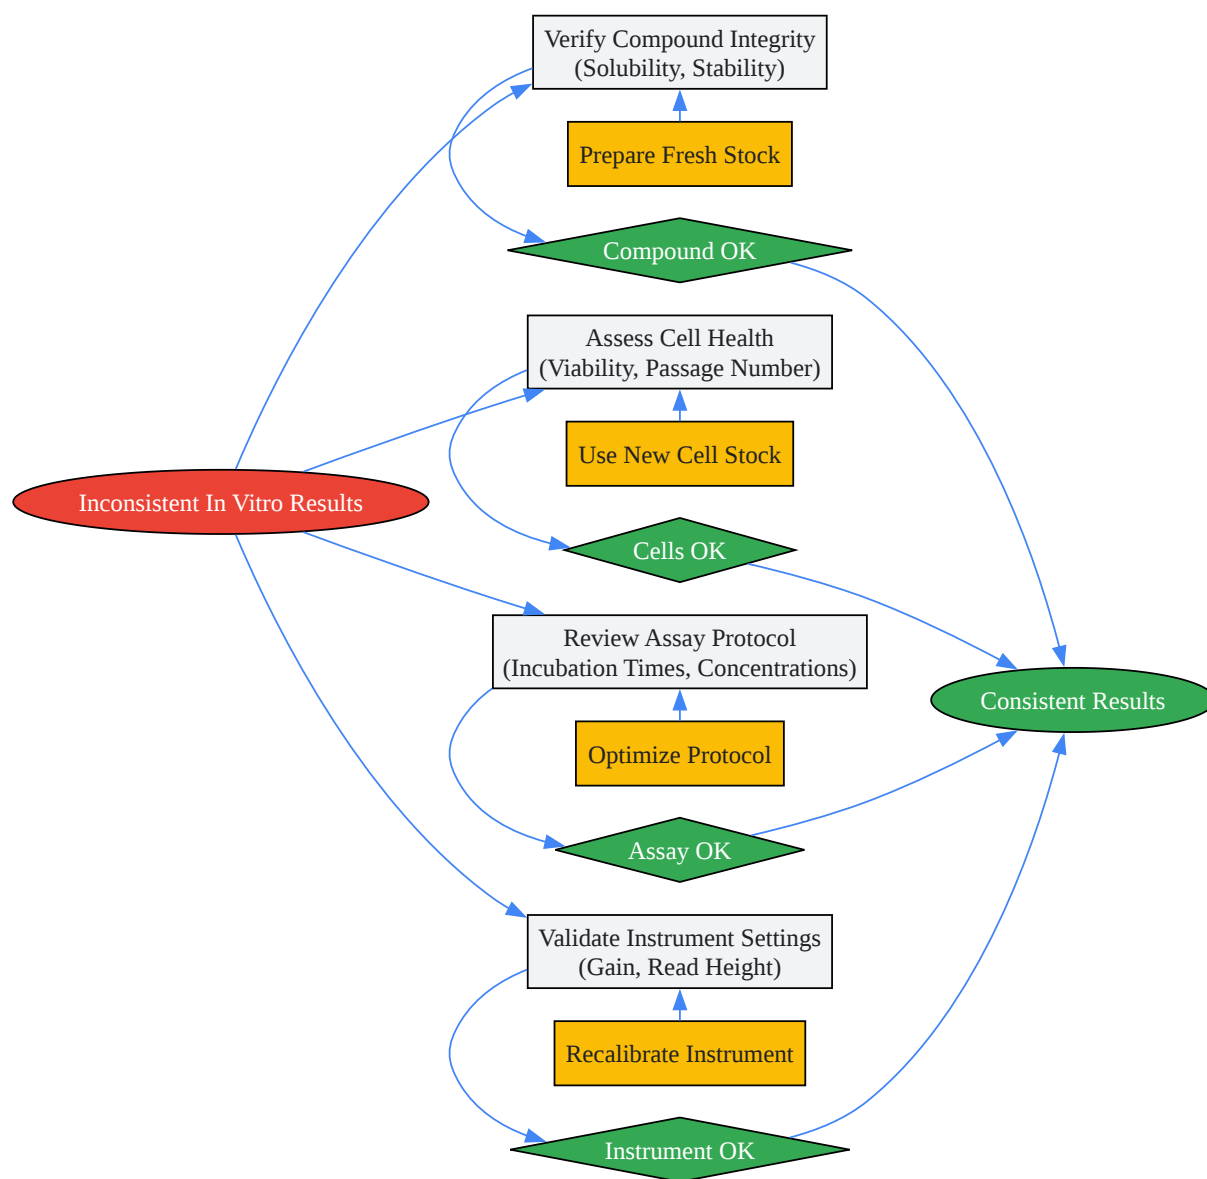 Verify Compound Integrity
(Solubility, Stability)
Prepare Fresh Stock
Compound OK
Assess Cell Health
(Viability, Passage Number)
Use New Cell Stock
Inconsistent In Vitro Results
Cells OK
Review Assay Protocol
(Incubation Times, Concentrations)
Consistent Results
Optimize Protocol
Assay OK
Validate Instrument Settings
(Gain, Read Height)
Recalibrate Instrument
Instrument OK